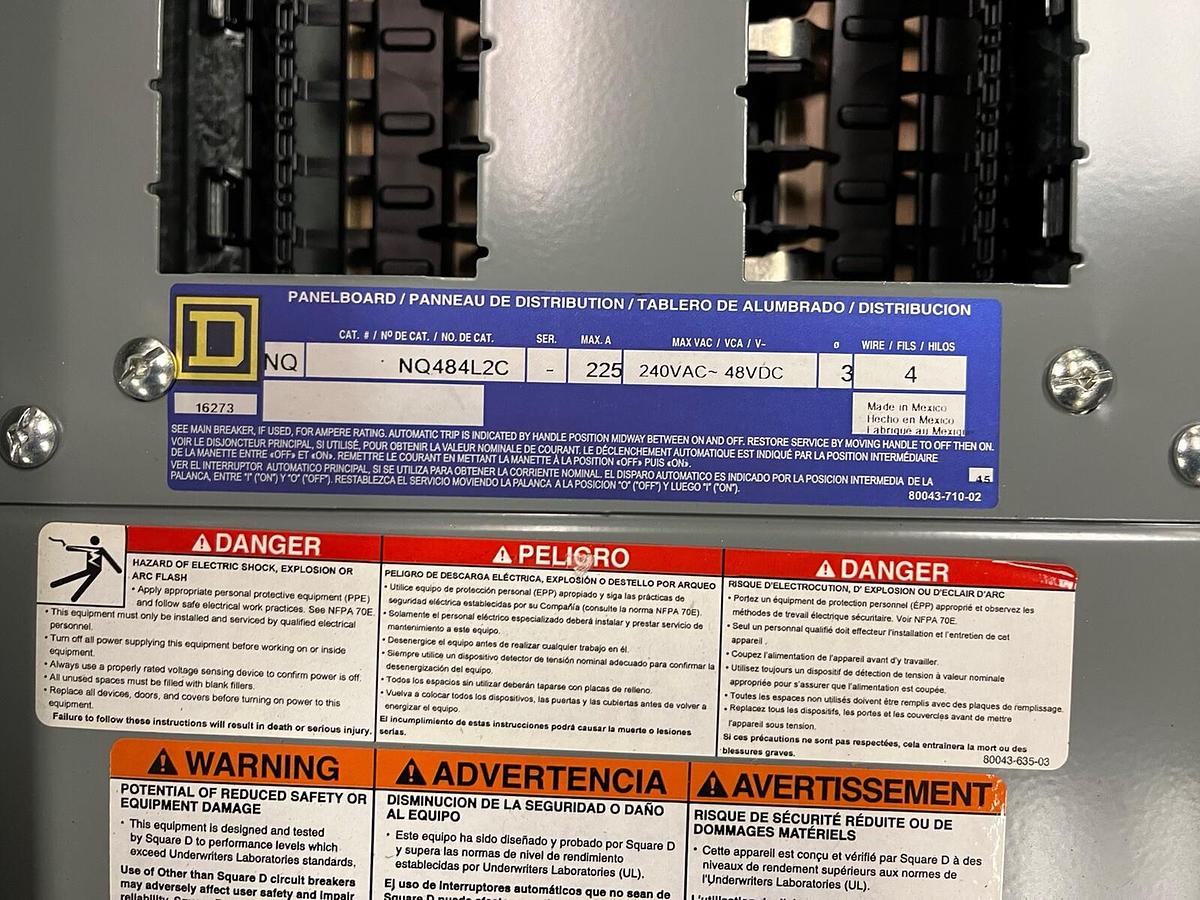 PANELBOARD / PANNEAU DE DISTRIBUTION / TABLERO DE ALUMBRADO / DISTRIBUCION
CAT. # / Nº DE CAT. / NO. DE CAT. SER. MAX. A MAX VAC / VCA / V~ ø WIRE / FILS / HILOS
D
NQ NQ484L2C - 225 240VAC~ 48VDC 3 4
16273
Made in Mexico
Hecho en Mexico
Fabriqué au Mexique
SEE MAIN BREAKER, IF USED, FOR AMPERE RATING. AUTOMATIC TRIP IS INDICATED BY HANDLE POSITION MIDWAY BETWEEN ON AND OFF. RESTORE SERVICE BY MOVING HANDLE TO OFF THEN ON.
VOIR LE DISJONCTEUR PRINCIPAL, SI UTILISÉ, POUR OBTENIR LA VALEUR NOMINALE DE COURANT. LE DÉCLENCHEMENT AUTOMATIQUE EST INDIQUÉ PAR LA POSITION INTERMÉDIAIRE
DE LA MANETTE ENTRE «OFF» ET «ON». REMETTRE LE COURANT EN METTANT LA MANETTE À LA POSITION «OFF» PUIS «ON».
VER EL INTERRUPTOR AUTOMATICO PRINCIPAL, SI SE UTILIZA PARA OBTENER LA CORRIENTE NOMINAL. EL DISPARO AUTOMATICO ES INDICADO POR LA POSICION INTERMEDIA DE LA
PALANCA, ENTRE "I" ("ON") Y "O" ("OFF"). RESTABLEZCA EL SERVICIO MOVIENDO LA PALANCA A LA POSICION "O" ("OFF") Y LUEGO "I" ("ON").
45
80043-710-02
DANGER
HAZARD OF ELECTRIC SHOCK, EXPLOSION OR
ARC FLASH
• Apply appropriate personal protective equipment (PPE)
and follow safe electrical work practices. See NFPA 70E.
• This equipment must only be installed and serviced by qualified electrical
personnel.
• Turn off all power supplying this equipment before working on or inside
equipment.
• Always use a properly rated voltage sensing device to confirm power is off.
• All unused spaces must be filled with blank fillers.
• Replace all devices, doors, and covers before turning on power to this
equipment.
Failure to follow these instructions will result in death or serious injury.
PELIGRO
PELIGRO DE DESCARGA ELÉCTRICA, EXPLOSIÓN O DESTELLO POR ARQUEO
• Utilice equipo de protección personal (EPP) apropiado y siga las prácticas de
seguridad eléctrica establecidas por su Compañía (consulte la norma NFPA 70E).
• Solamente el personal eléctrico especializado deberá instalar y prestar servicio de
mantenimiento a este equipo.
• Desenergice el equipo antes de realizar cualquier trabajo en él.
• Siempre utilice un dispositivo detector de tensión nominal adecuado para confirmar la
desenergización del equipo.
• Todos los espacios sin utilizar deberán taparse con placas de relleno.
• Vuelva a colocar todos los dispositivos, las puertas y las cubiertas antes de volver a
energizar el equipo.
El incumplimiento de estas instrucciones podrá causar la muerte o lesiones
serias.
DANGER
RISQUE D'ELECTROCUTION, D' EXPLOSION OU D'ECLAIR D'ARC
• Portez un équipement de protection personnel (ÉPP) approprié et observez les
méthodes de travail électrique sécuritaire. Voir NFPA 70E.
• Seul un personnal qualifié doit effectuer l'installation et l'entretien de cet
appareil .
• Coupez l'alimentation de l'appareil avant d'y travailler.
• Utilisez toujours un dispositif de détection de tension à valeur nominale
appropriée pour s'assurer que l'alimentation est coupée.
• Toutes les espaces non utilisés doivent être remplis avec des plaques de remplissage.
• Replacez tous les dispositifs, les portes et les couvercles avant de mettre
l'appareil sous tension.
Si ces précautions ne sont pas respectées, cela entraînera la mort ou des
blessures graves.
80043-635-03
WARNING
POTENTIAL OF REDUCED SAFETY OR
EQUIPMENT DAMAGE
• This equipment is designed and tested
by Square D to performance levels which
exceed Underwriters Laboratories standards,
Use of Other than Square D circuit breakers
may adversely affect user safety and impair
ADVERTENCIA
DISMINUCION DE LA SEGURIDAD O DAÑO
AL EQUIPO
• Este equipo ha sido diseñado y probado por Square D
y supera las normas de nivel de rendimiento
establecidas por Underwriters Laboratories (UL).
El uso de Interruptores automáticos que no sean de
AVERTISSEMENT
RISQUE DE SÉCURITÉ RÉDUITE OU DE
DOMMAGES MATÉRIELS
• Cette appareil est conçu et vérifié par Square D à des
niveaux de rendement supérieurs aux normes de
l'Underwriters Laboratories (UL).